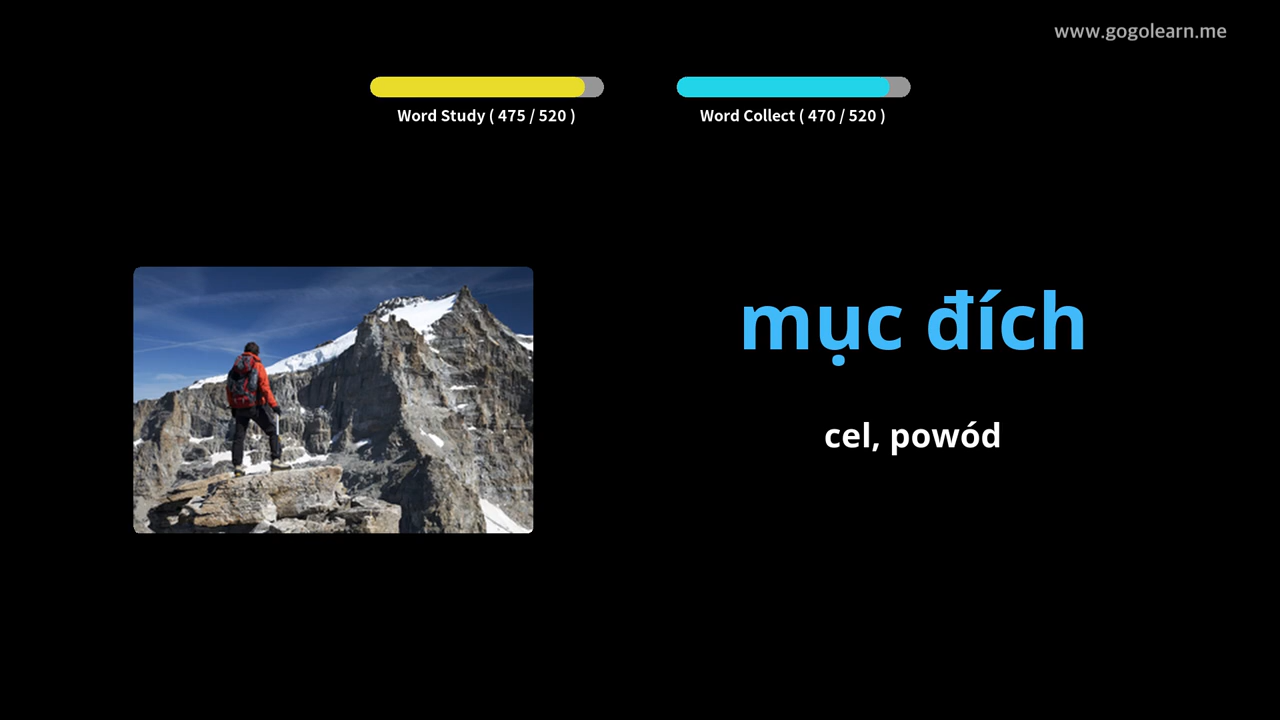 www.gogolearn.me
Word Study ( 475 / 520 )
Word Collect ( 470 / 520 )
mục đích
cel, powód